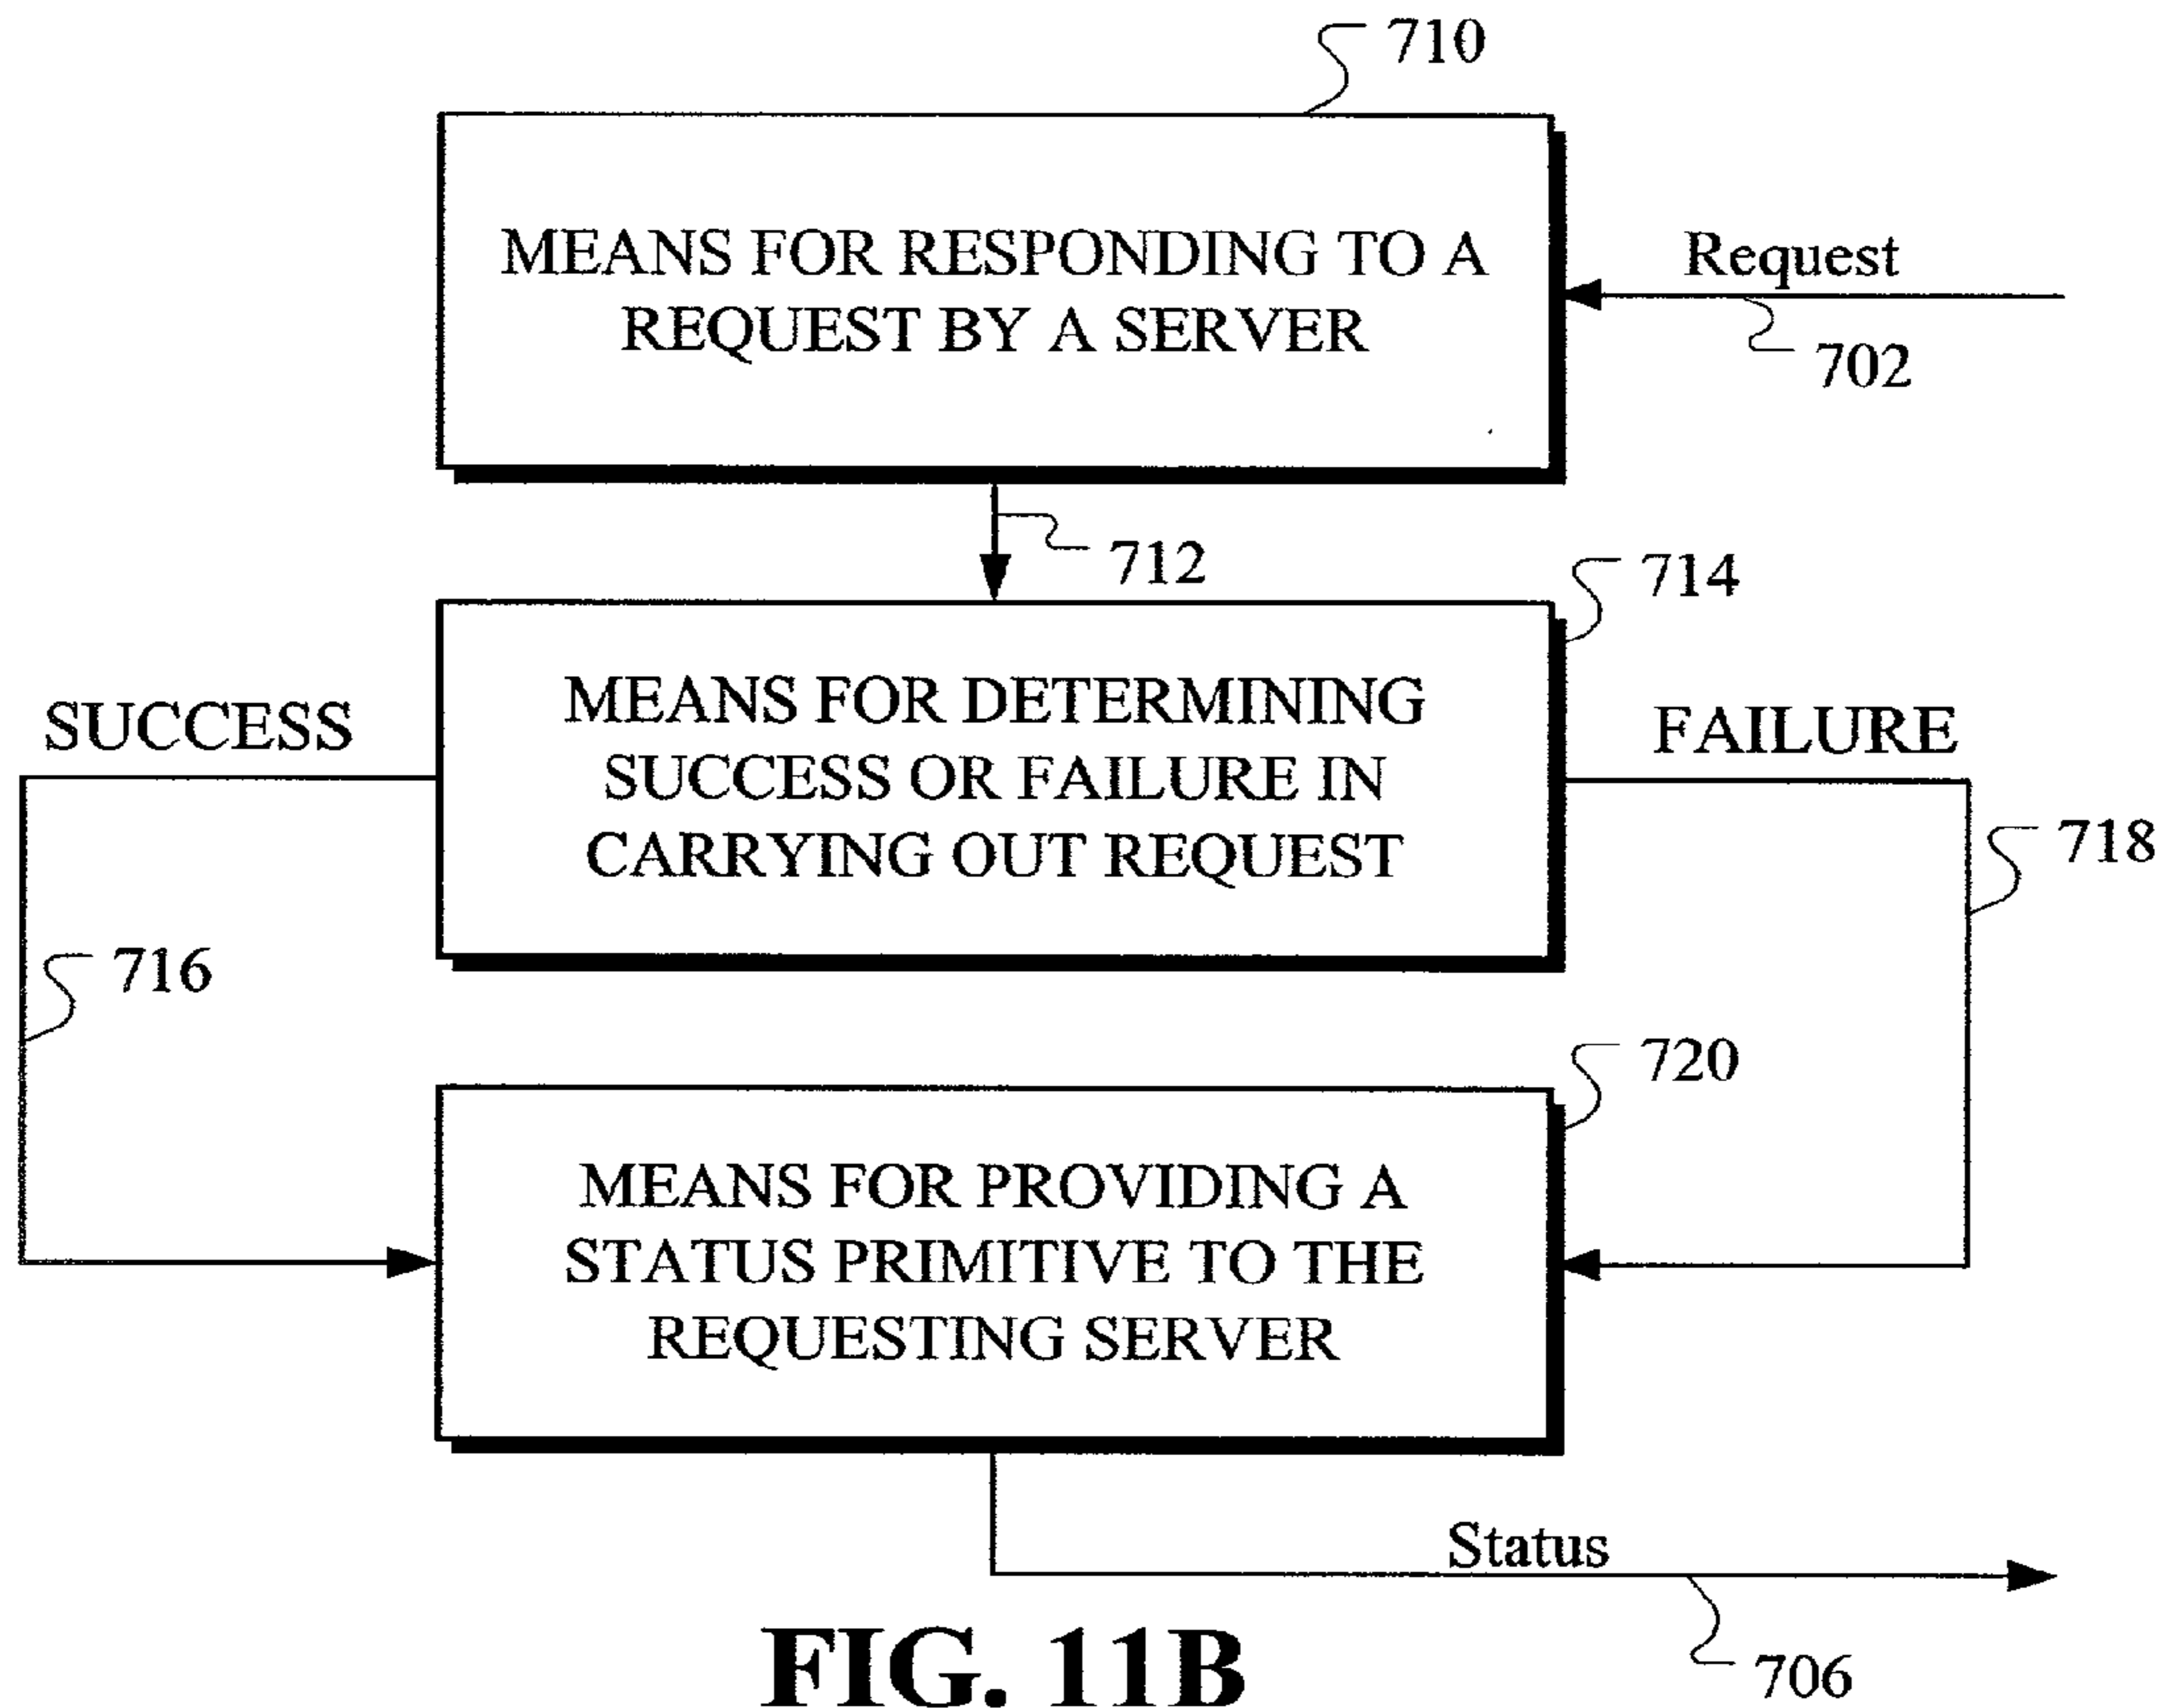 710
MEANS FOR RESPONDING TO A
REQUEST BY A SERVER
Request
702
712
714
MEANS FOR DETERMINING
SUCCESS OR FAILURE IN
CARRYING OUT REQUEST
SUCCESS
FAILURE
716
718
720
MEANS FOR PROVIDING A
STATUS PRIMITIVE TO THE
REQUESTING SERVER
Status
706
FIG. 11B